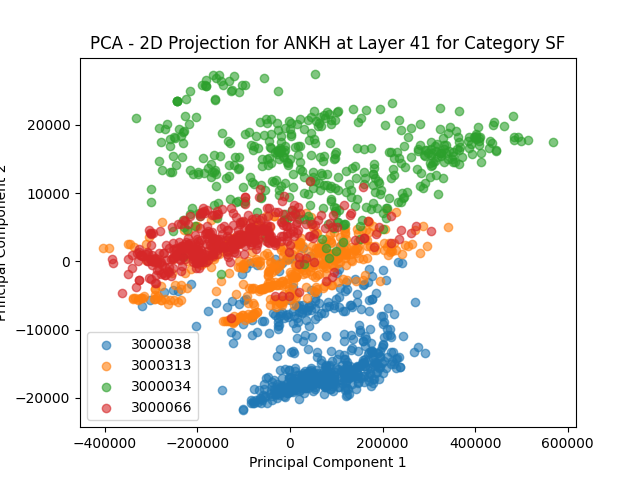 PCA - 2D Projection for ANKH at Layer 41 for Category SF
Principal Component 2
20000
10000
0
−10000
−20000
3000038
3000313
3000034
3000066
−400000 −200000 0 200000 400000 600000
Principal Component 1